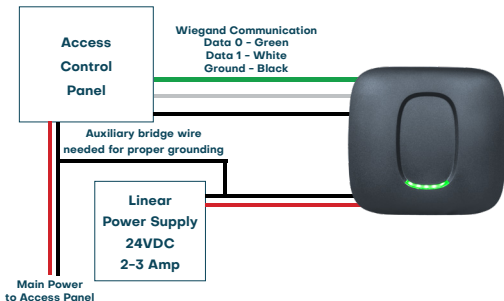 Access
Control
Panel
Wiegand Communication
Data 0 - Green
Data 1 - White
Ground - Black
Auxiliary bridge wire
needed for proper grounding
Linear
Power Supply
24VDC
2-3 Amp
Main Power
to Access Panel